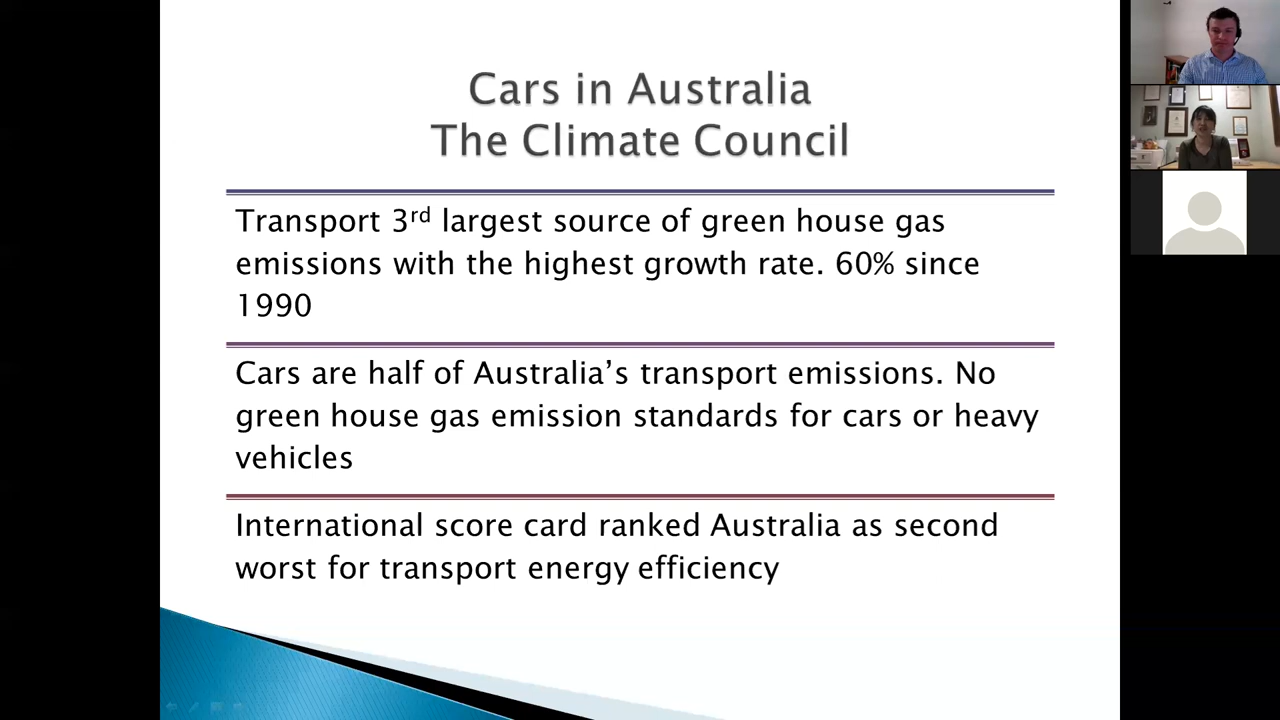 Cars in Australia
The Climate Council
Transport 3rd largest source of green house gas
emissions with the highest growth rate. 60% since
1990
Cars are half of Australia’s transport emissions. No
green house gas emission standards for cars or heavy
vehicles
International score card ranked Australia as second
worst for transport energy efficiency